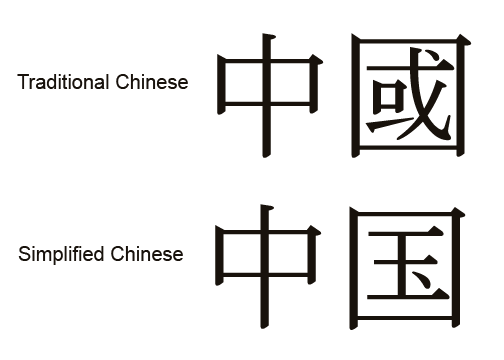 Traditional Chinese 中國
Simplified Chinese 中国